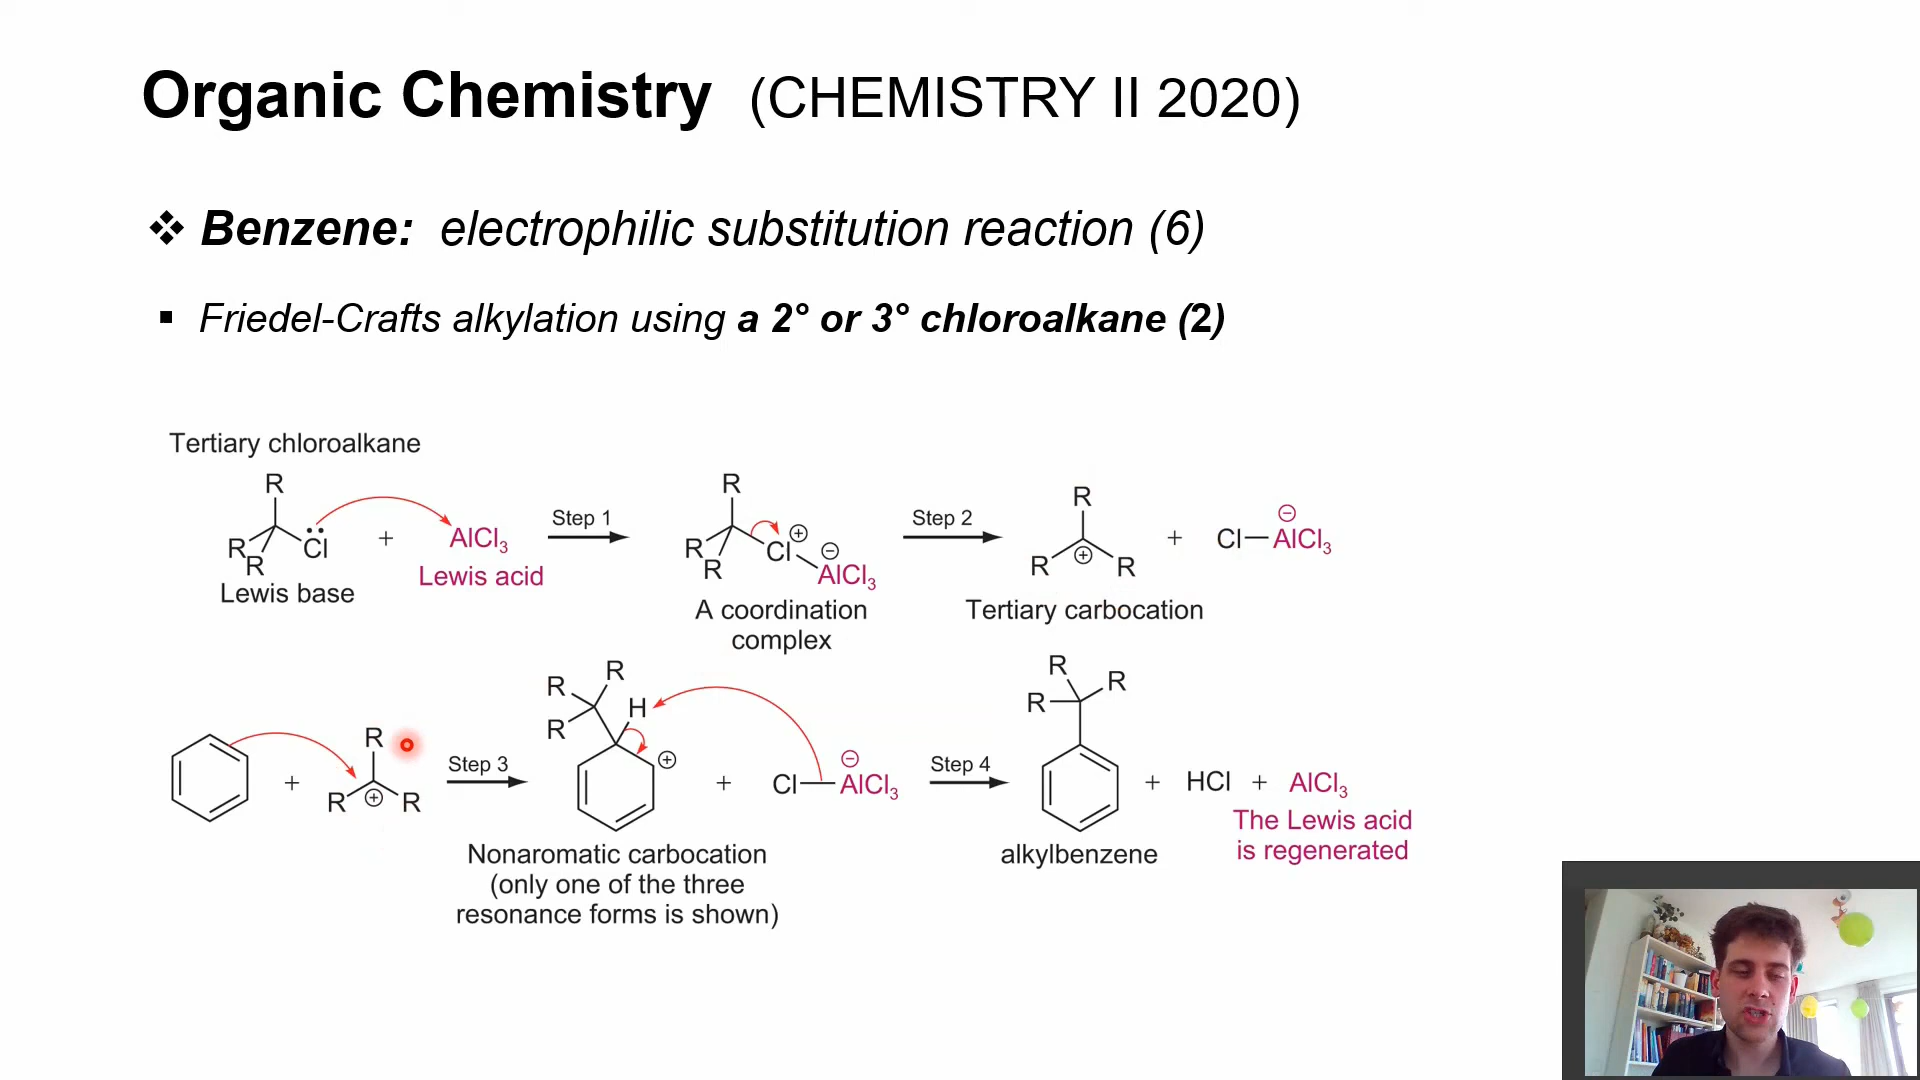 Organic Chemistry (CHEMISTRY II 2020)
❖ Benzene: electrophilic substitution reaction (6)
▪ Friedel-Crafts alkylation using a 2° or 3° chloroalkane (2)
Tertiary chloroalkane
R
R
R
Cl
Lewis base
+
AlCl₃
Lewis acid
Step 1
R
R
R
Cl
⊕
⊖
AlCl₃
A coordination
complex
Step 2
R
R
⊕
R
Tertiary carbocation
+
⊖
Cl—AlCl₃
+
R
R
⊕
R
Step 3
R
R
R
H
⊕
Nonaromatic carbocation
(only one of the three
resonance forms is shown)
+
⊖
Cl—AlCl₃
Step 4
R
R
R
alkylbenzene
+ HCl + AlCl₃
The Lewis acid
is regenerated